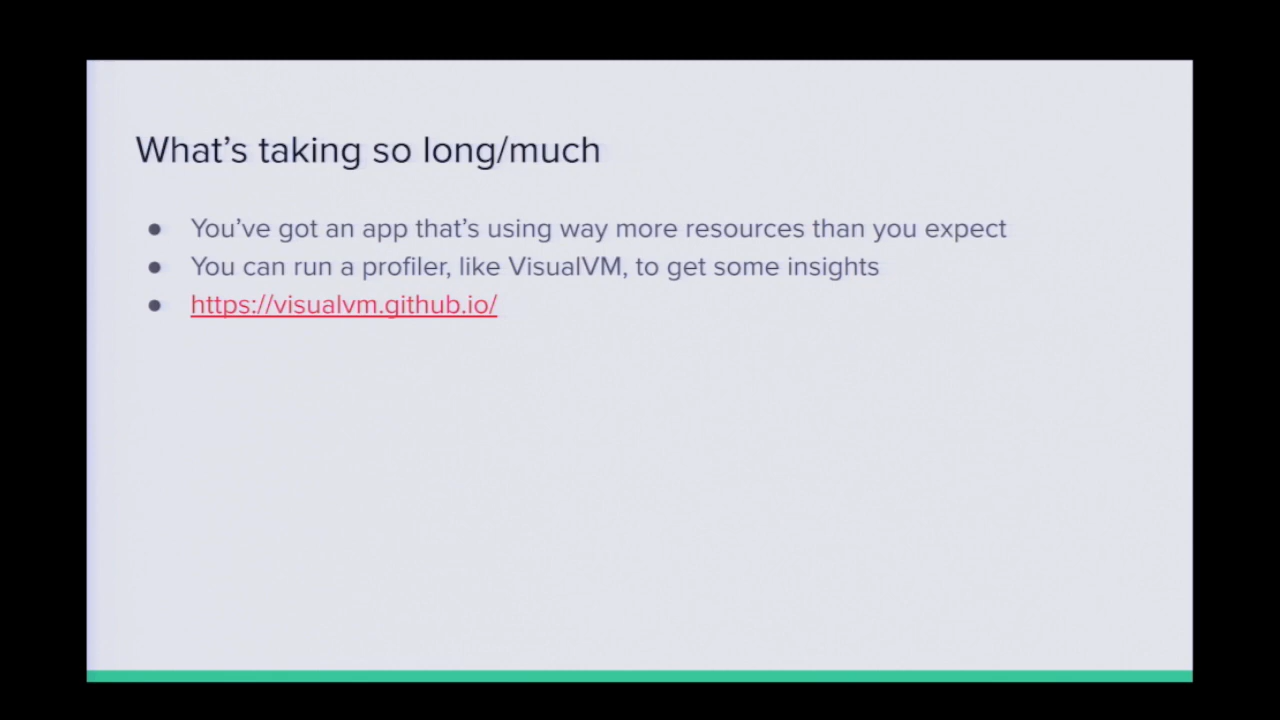 What's taking so long/much
● You've got an app that's using way more resources than you expect
● You can run a profiler, like VisualVM, to get some insights
● https://visualvm.github.io/